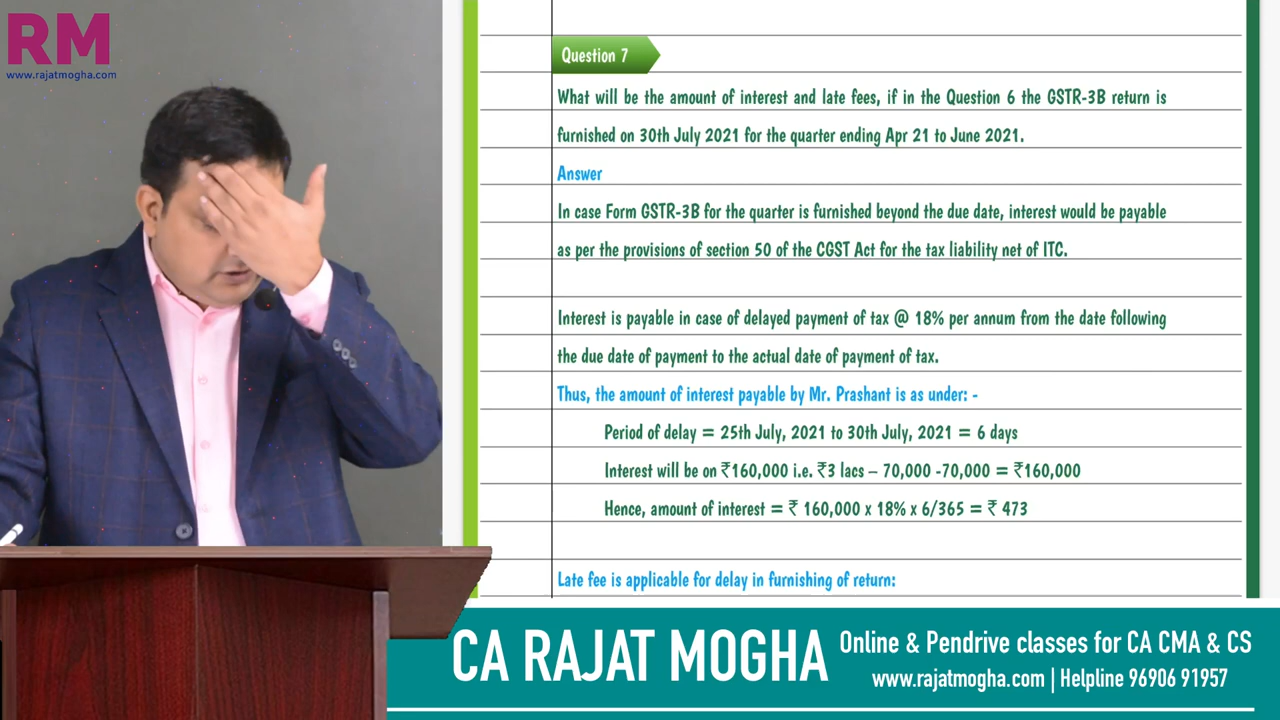 RM
www.rajatmogha.com
Question 7
What will be the amount of interest and late fees, if in the Question 6 the GSTR-3B return is
furnished on 30th July 2021 for the quarter ending Apr 21 to June 2021.
Answer
In case Form GSTR-3B for the quarter is furnished beyond the due date, interest would be payable
as per the provisions of section 50 of the CGST Act for the tax liability net of ITC.
Interest is payable in case of delayed payment of tax @ 18% per annum from the date following
the due date of payment to the actual date of payment of tax.
Thus, the amount of interest payable by Mr. Prashant is as under: -
Period of delay = 25th July, 2021 to 30th July, 2021 = 6 days
Interest will be on ₹160,000 i.e. ₹3 lacs – 70,000 -70,000 = ₹160,000
Hence, amount of interest = ₹ 160,000 x 18% x 6/365 = ₹ 473
Late fee is applicable for delay in furnishing of return:
CA RAJAT MOGHA
Online & Pendrive classes for CA CMA & CS
www.rajatmogha.com | Helpline 96906 91957